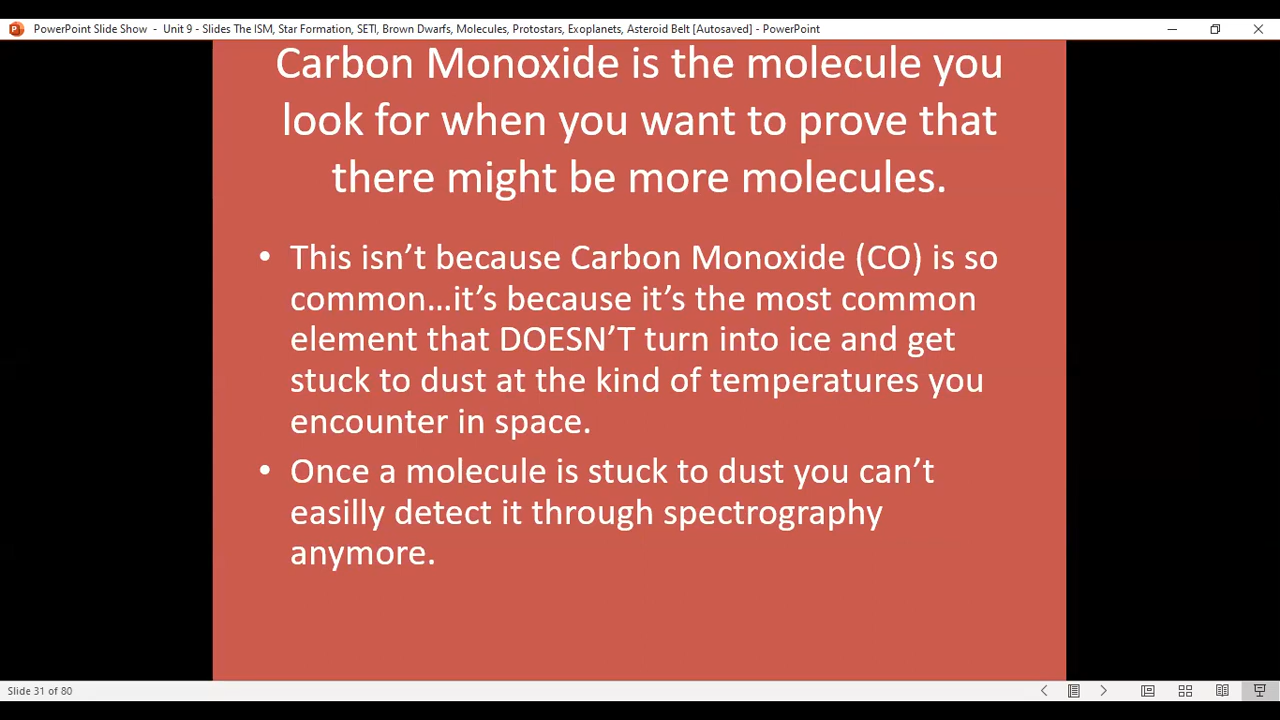 PowerPoint Slide Show - Unit 9 - Slides The ISM, Star Formation, SETI, Brown Dwarfs, Molecules, Protostars, Exoplanets, Asteroid Belt [Autosaved] - PowerPoint
Carbon Monoxide is the molecule you
look for when you want to prove that
there might be more molecules.
• This isn’t because Carbon Monoxide (CO) is so
common…it’s because it’s the most common
element that DOESN’T turn into ice and get
stuck to dust at the kind of temperatures you
encounter in space.
• Once a molecule is stuck to dust you can’t
easilly detect it through spectrography
anymore.
Slide 31 of 80